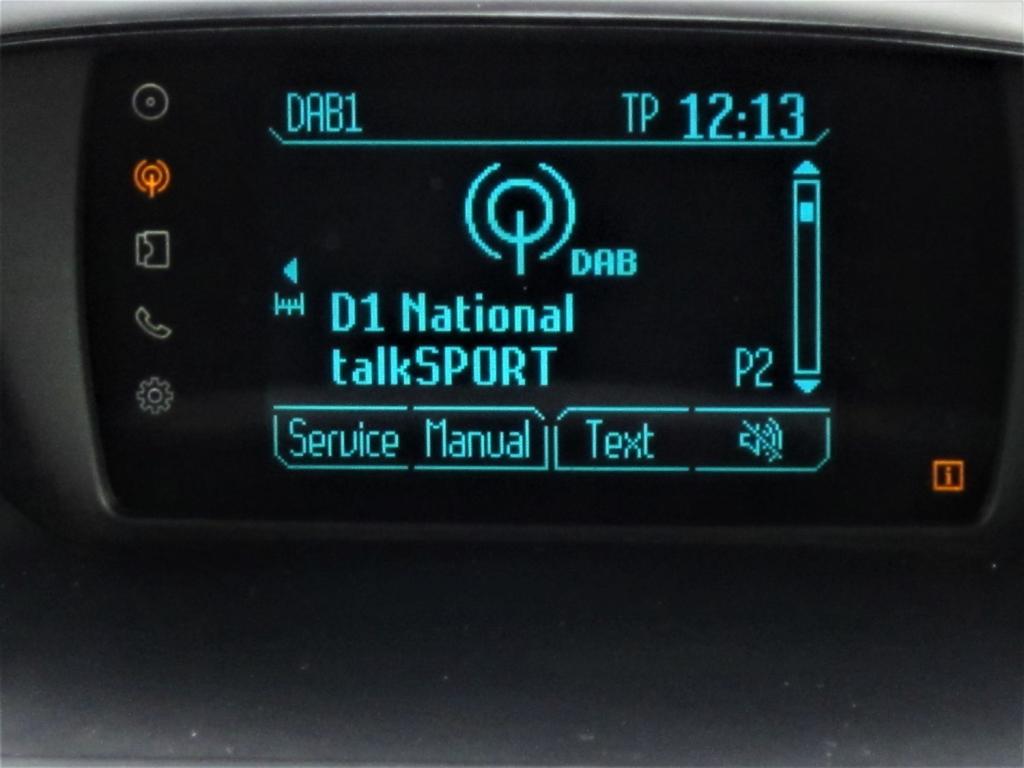 DAB1 TP 12:13
DAB
D1 National
talkSPORT P2
Service Manual Text
i